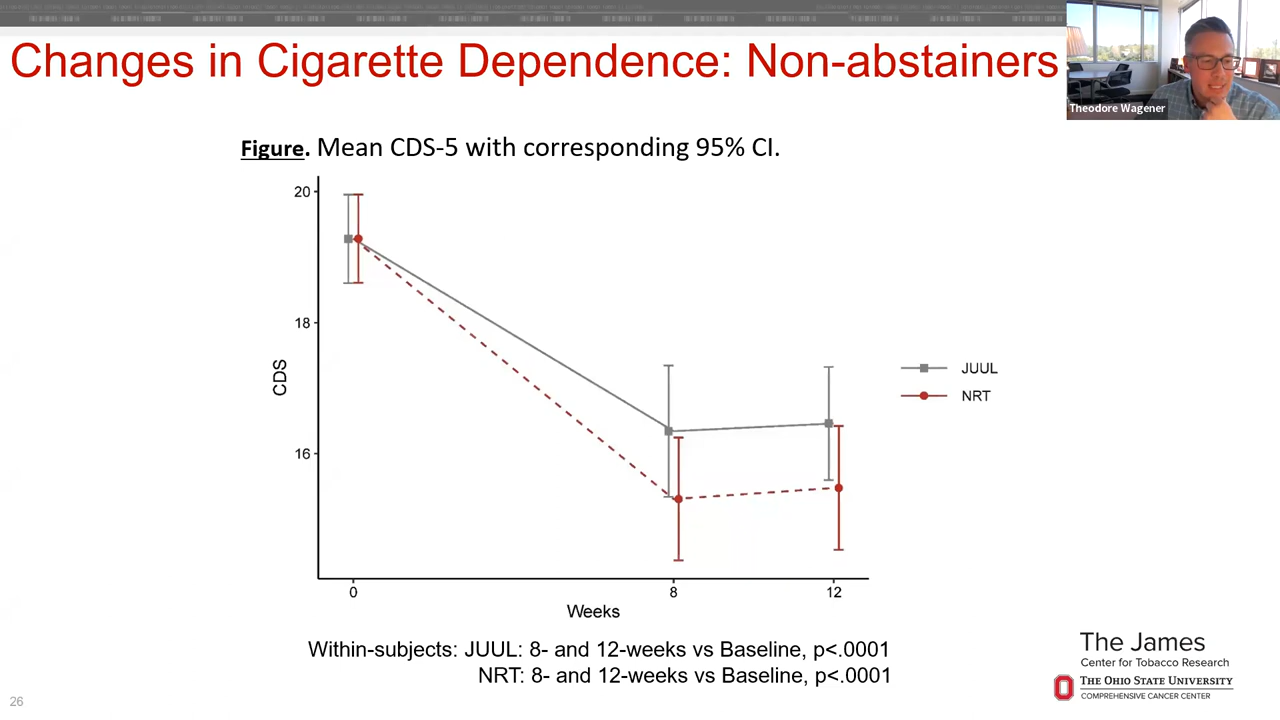 Changes in Cigarette Dependence: Non-abstainers
Theodore Wagener
Figure. Mean CDS-5 with corresponding 95% CI.
20
18
16
CDS
0
8
12
Weeks
JUUL
NRT
Within-subjects: JUUL: 8- and 12-weeks vs Baseline, p<.0001
NRT: 8- and 12-weeks vs Baseline, p<.0001
The James
Center for Tobacco Research
THE OHIO STATE UNIVERSITY
COMPREHENSIVE CANCER CENTER
26